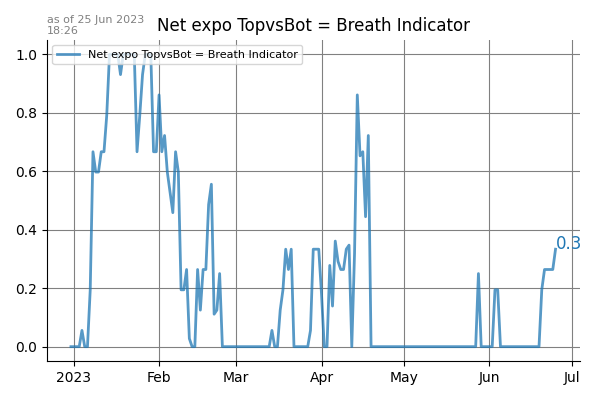 as of 25 Jun 2023
18:26
Net expo TopvsBot = Breath Indicator
Net expo TopvsBot = Breath Indicator
1.0
0.8
0.6
0.4
0.2
0.0
0.3
2023
Feb
Mar
Apr
May
Jun
Jul